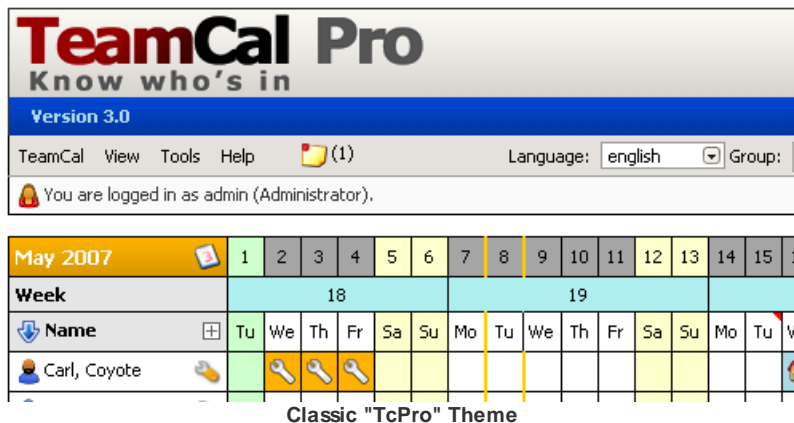 TeamCal Pro
Know who's in
Version 3.0
TeamCal View Tools Help (1) Language: english Group:
You are logged in as admin (Administrator).
May 2007 3 1 2 3 4 5 6 7 8 9 10 11 12 13 14 15
Week 18 19
Name Tu We Th Fr Sa Su Mo Tu We Th Fr Sa Su Mo Tu
Carl, Coyote
Classic "TcPro" Theme